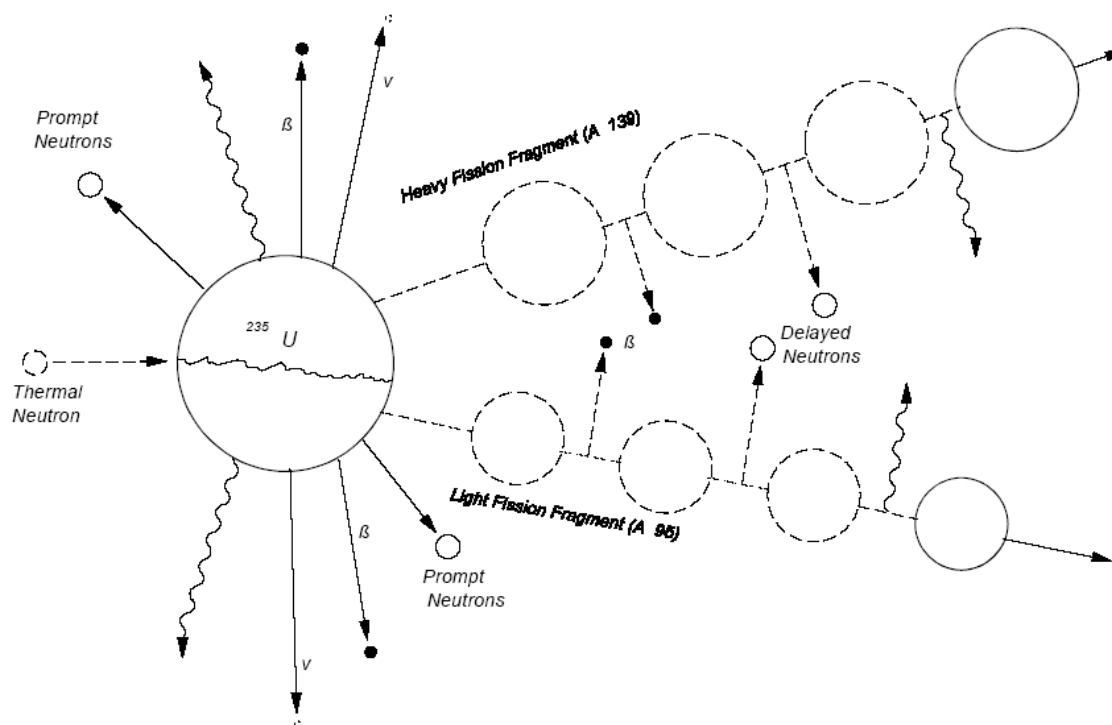 ß
v
Prompt
Neutrons
Heavy Fission Fragment (A 139)
235
U
Thermal
Neutron
ß
Delayed
Neutrons
Light Fission Fragment (A 95)
ß
Prompt
Neutrons
v